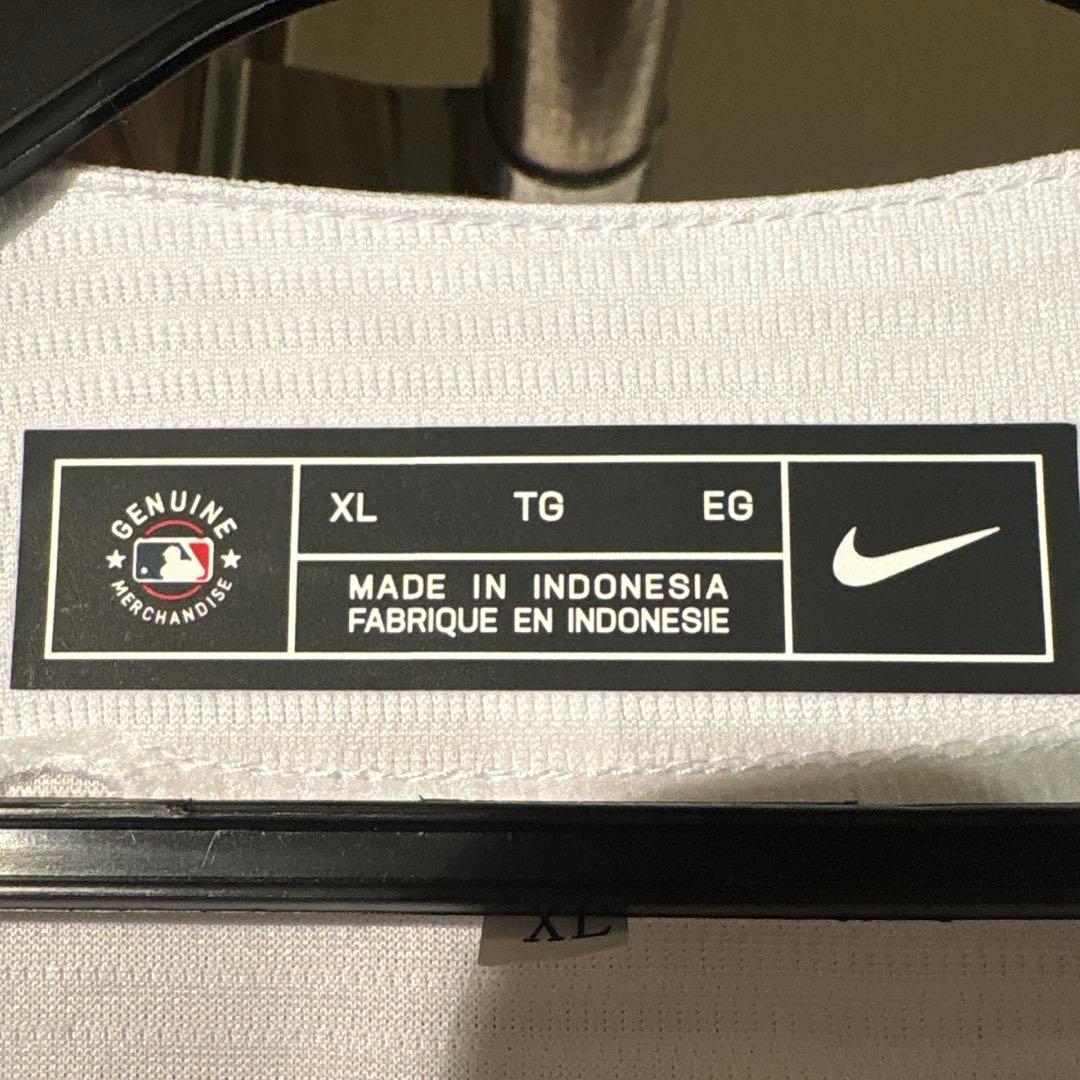 GENUINE
MERCHANDISE
XL TG EG
MADE IN INDONESIA
FABRIQUE EN INDONESIE
XL